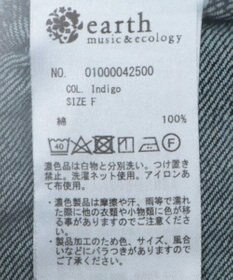 earth
music&ecology
NO. 01000042500
COL. Indigo
SIZE F
綿 100%
40
濃色品は白物と分別洗い。つけ置き
禁止。洗濯ネット使用。アイロンあ
て布使用。
・濃色製品は摩擦や汗、雨等で濡れ
た際に他の衣類や小物類に色が移
る事がありますのでご注意くださ
い。
・製品加工のため色、サイズ、風合
いなどにバラつきがありますので
ご了承ください。